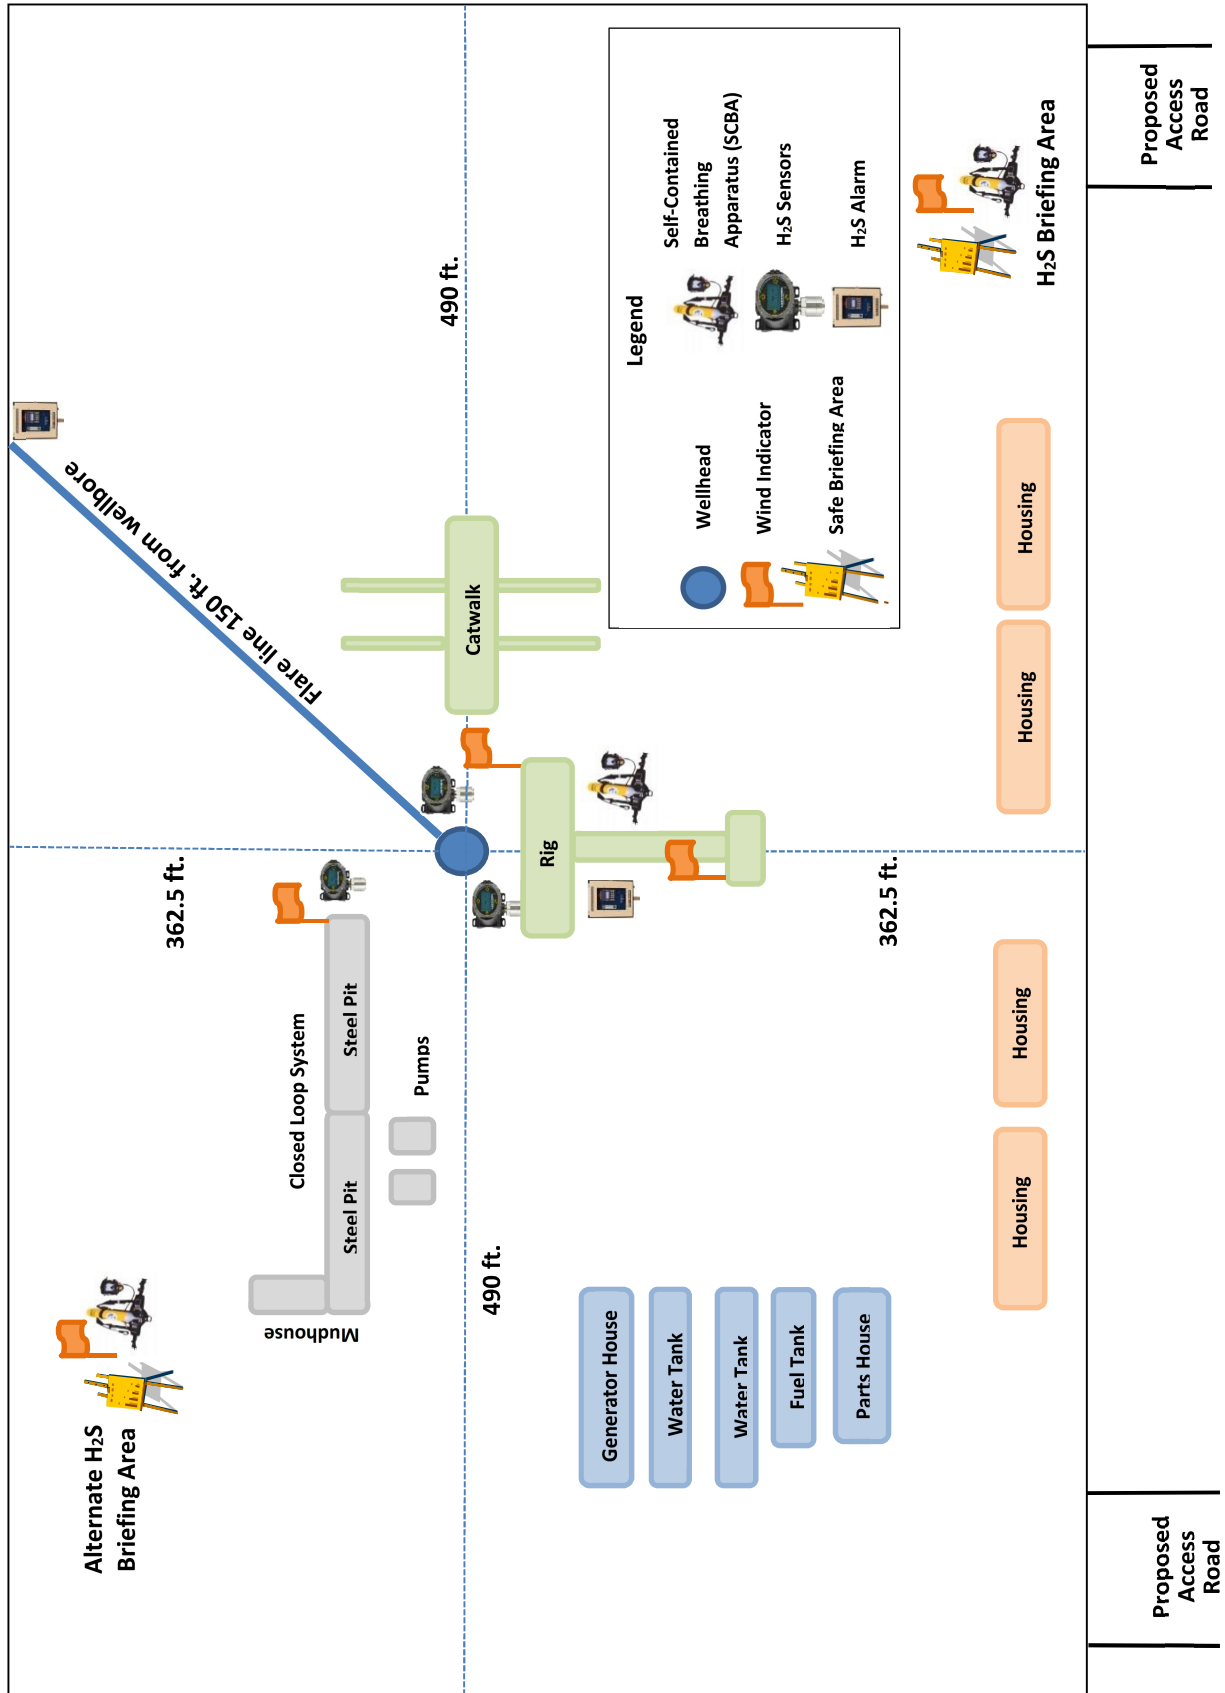 Alternate H2S
Briefing Area
Mudhouse
Closed Loop System
Steel Pit
Steel Pit
Pumps
362.5 ft.
Flare line 150 ft. from wellbore
490 ft.
490 ft.
Catwalk
Rig
362.5 ft.
Generator House
Water Tank
Water Tank
Fuel Tank
Parts House
Legend
Wellhead
Wind Indicator
Safe Briefing Area
Self-Contained
Breathing
Apparatus (SCBA)
H2S Sensors
H2S Alarm
Housing
Housing
Housing
Housing
H2S Briefing Area
Proposed
Access
Road
Proposed
Access
Road